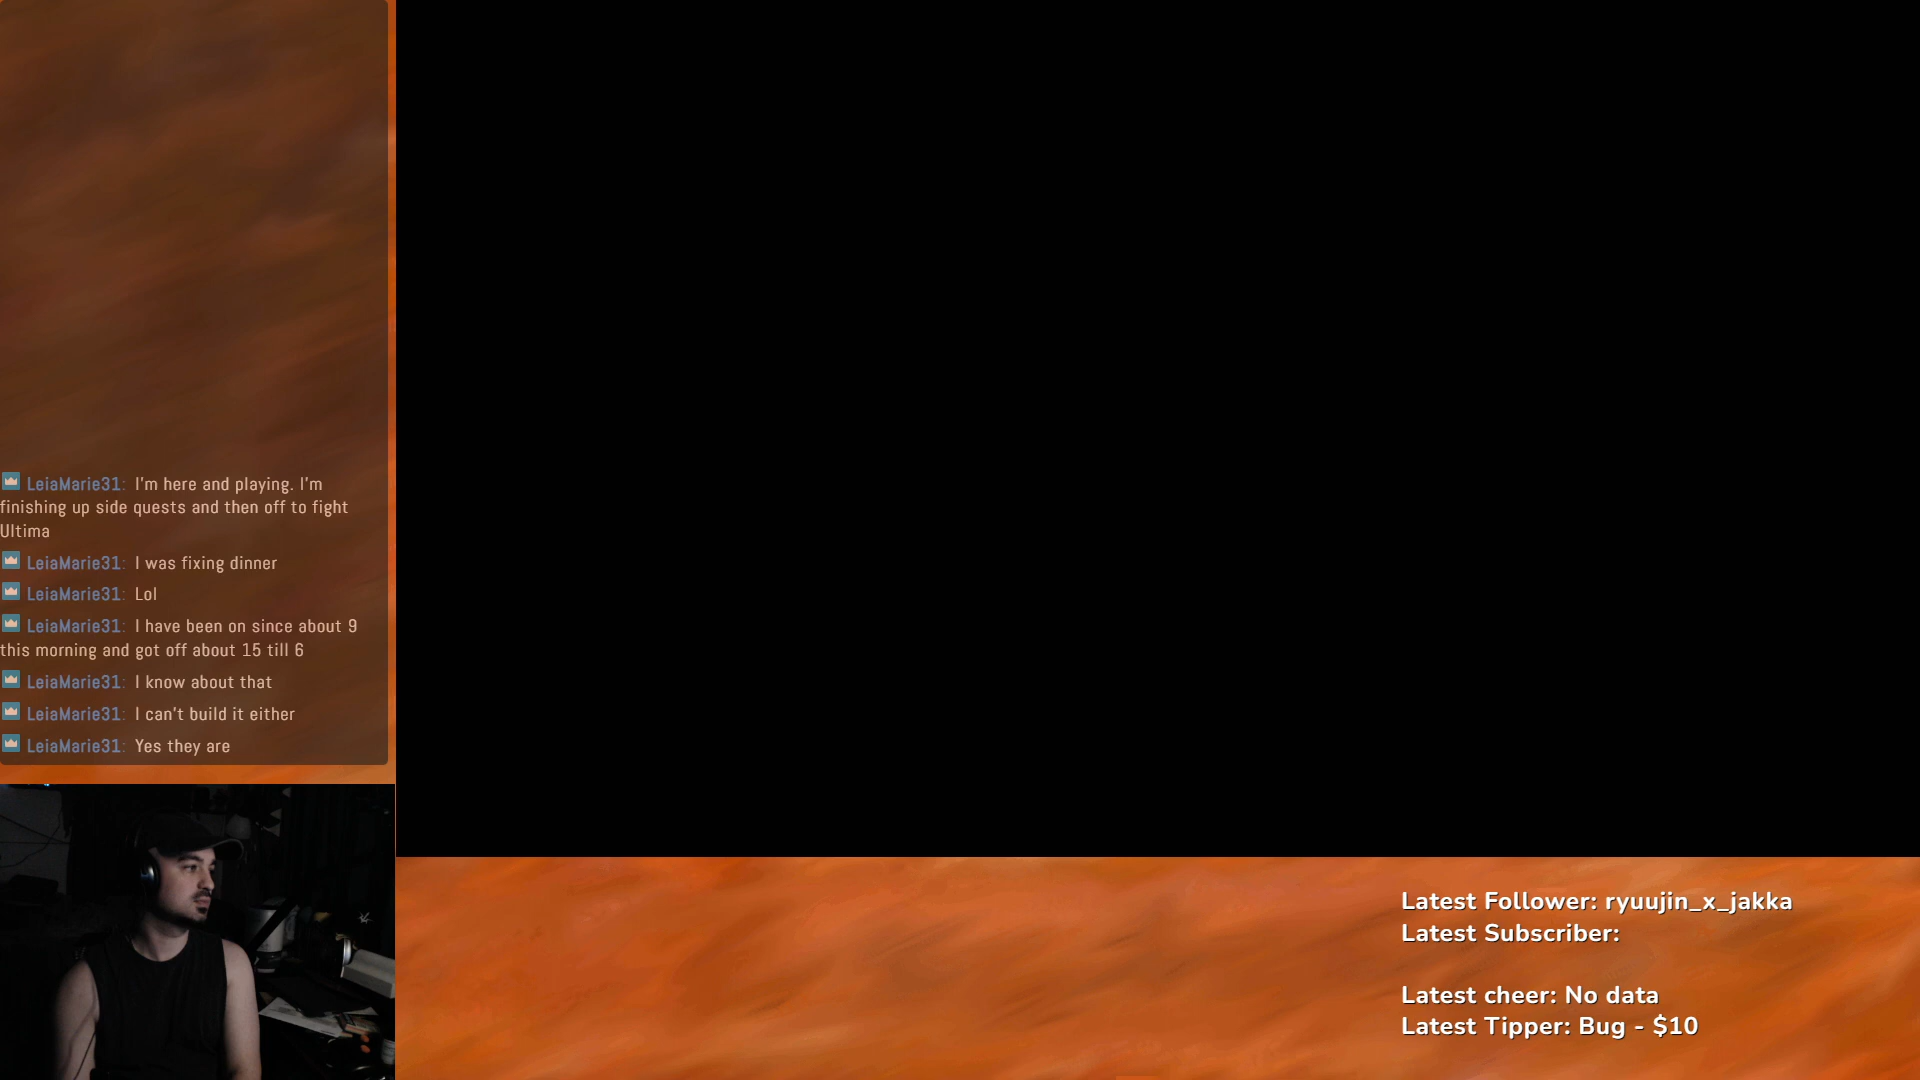 LeiaMarie31: I'm here and playing. I'm
finishing up side quests and then off to fight
Ultima
LeiaMarie31: I was fixing dinner
LeiaMarie31: Lol
LeiaMarie31: I have been on since about 9
this morning and got off about 15 till 6
LeiaMarie31: I know about that
LeiaMarie31: I can't build it either
LeiaMarie31: Yes they are
Latest Follower: ryuujin_x_jakka
Latest Subscriber:
Latest cheer: No data
Latest Tipper: Bug - $10